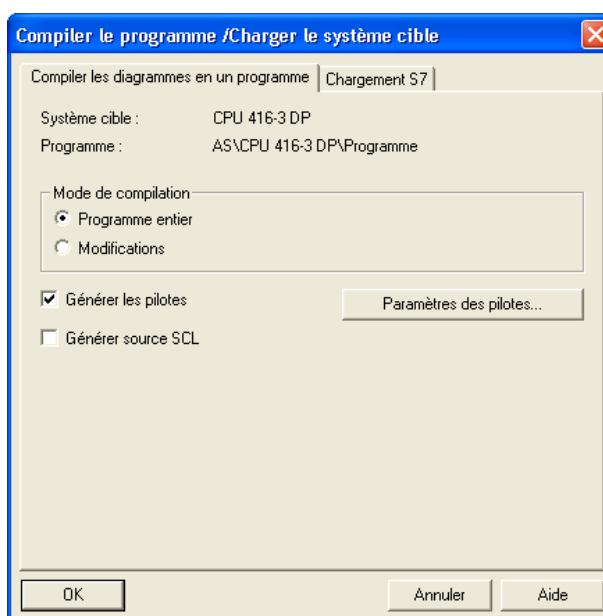 Compiler le programme /Charger le système cible
Compiler les diagrammes en un programme Chargement S7
Système cible : CPU 416-3 DP
Programme : AS\CPU 416-3 DP\Programme
Mode de compilation
Programme entier
Modifications
Générer les pilotes Paramètres des pilotes...
Générer source SCL
OK Annuler Aide